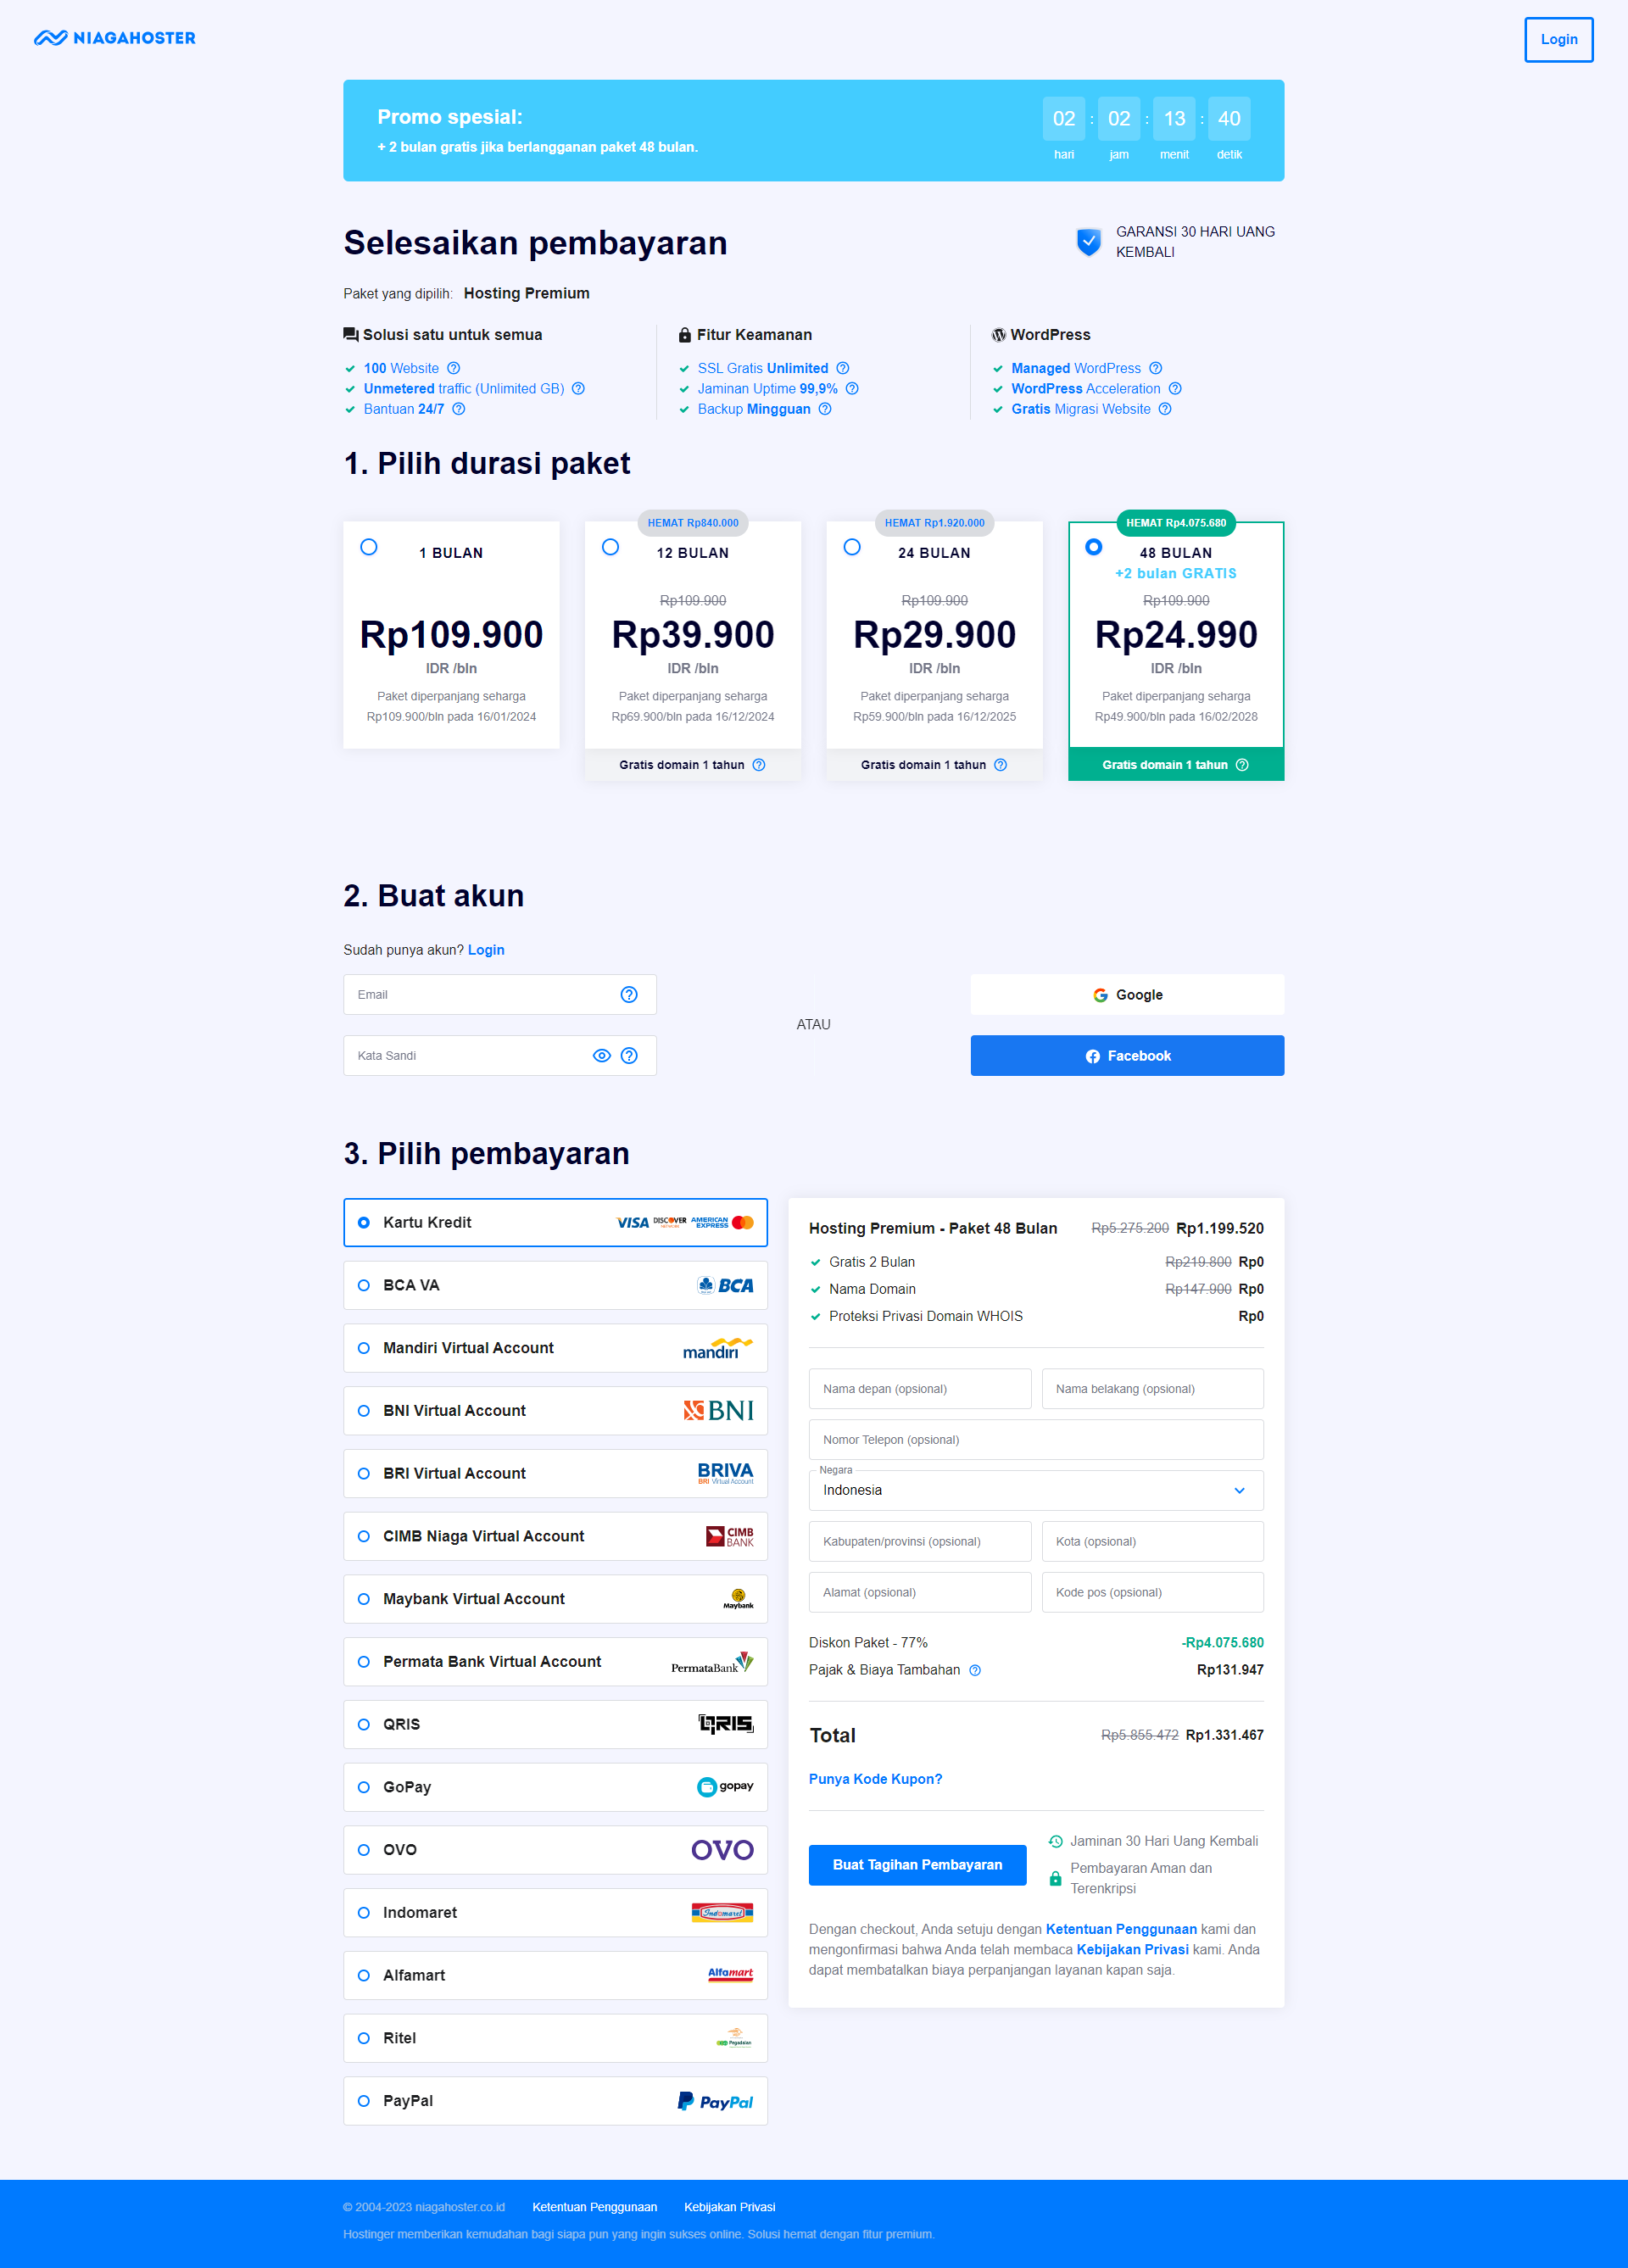 NIAGAHOSTER
Login
Promo spesial:
+ 2 bulan gratis jika berlangganan paket 48 bulan.
02 : 02 : 13 : 40
hari jam menit detik
Selesaikan pembayaran
GARANSI 30 HARI UANG
KEMBALI
Paket yang dipilih: Hosting Premium
Solusi satu untuk semua
100 Website
Unmetered traffic (Unlimited GB)
Bantuan 24/7
Fitur Keamanan
SSL Gratis Unlimited
Jaminan Uptime 99,9%
Backup Mingguan
WordPress
Managed WordPress
WordPress Acceleration
Gratis Migrasi Website
1. Pilih durasi paket
1 BULAN
Rp109.900
IDR /bln
Paket diperpanjang seharga
Rp109.900/bln pada 16/01/2024
HEMAT Rp840.000
12 BULAN
Rp109.900
Rp39.900
IDR /bln
Paket diperpanjang seharga
Rp69.900/bln pada 16/12/2024
Gratis domain 1 tahun
HEMAT Rp1.920.000
24 BULAN
Rp109.900
Rp29.900
IDR /bln
Paket diperpanjang seharga
Rp59.900/bln pada 16/12/2025
Gratis domain 1 tahun
HEMAT Rp4.075.680
48 BULAN
+2 bulan GRATIS
Rp109.900
Rp24.990
IDR /bln
Paket diperpanjang seharga
Rp49.900/bln pada 16/02/2028
Gratis domain 1 tahun
2. Buat akun
Sudah punya akun? Login
Email
Kata Sandi
ATAU
Google
Facebook
3. Pilih pembayaran
Kartu Kredit VISA DISCOVER AMERICAN EXPRESS
BCA VA BCA
Mandiri Virtual Account mandiri
BNI Virtual Account BNI
BRI Virtual Account BRIVA
BRI Virtual Account
CIMB Niaga Virtual Account CIMB BANK
Maybank Virtual Account Maybank
Permata Bank Virtual Account PermataBank
QRIS QRIS
GoPay gopay
OVO OVO
Indomaret Indomaret
Alfamart Alfamart
Ritel Pegadaian
PayPal PayPal
Hosting Premium - Paket 48 Bulan Rp5.275.200 Rp1.199.520
Gratis 2 Bulan Rp219.800 Rp0
Nama Domain Rp147.900 Rp0
Proteksi Privasi Domain WHOIS Rp0
Nama depan (opsional) Nama belakang (opsional)
Nomor Telepon (opsional)
Negara
Indonesia
Kabupaten/provinsi (opsional) Kota (opsional)
Alamat (opsional) Kode pos (opsional)
Diskon Paket - 77% -Rp4.075.680
Pajak & Biaya Tambahan Rp131.947
Total Rp5.855.472 Rp1.331.467
Punya Kode Kupon?
Buat Tagihan Pembayaran
Jaminan 30 Hari Uang Kembali
Pembayaran Aman dan
Terenkripsi
Dengan checkout, Anda setuju dengan Ketentuan Penggunaan kami dan
mengonfirmasi bahwa Anda telah membaca Kebijakan Privasi kami. Anda
dapat membatalkan biaya perpanjangan layanan kapan saja.
© 2004-2023 niagahoster.co.id Ketentuan Penggunaan Kebijakan Privasi
Hostinger memberikan kemudahan bagi siapa pun yang ingin sukses online. Solusi hemat dengan fitur premium.